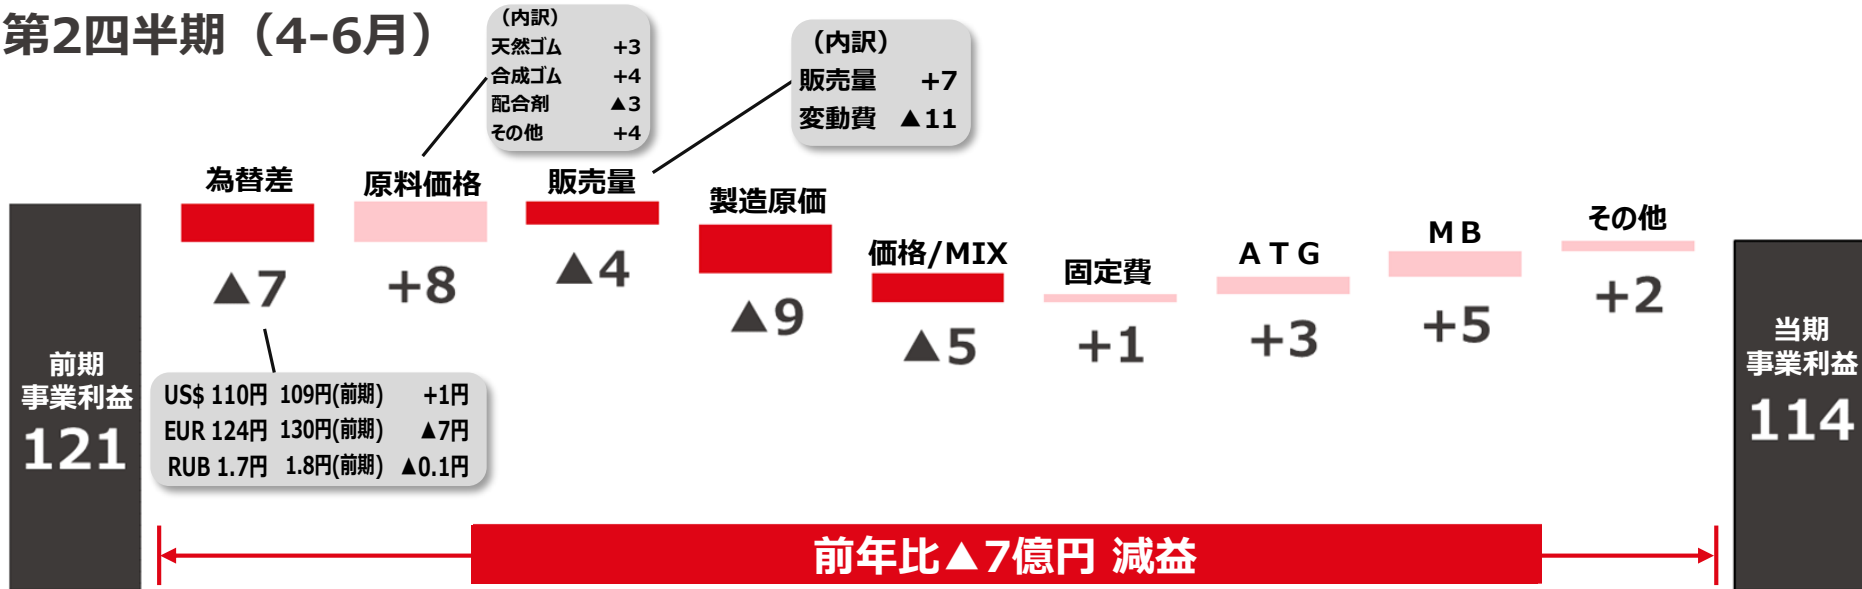 第2四半期（4-6月）
（内訳）
天然ゴム +3
合成ゴム +4
配合剤 ▲3
その他 +4
（内訳）
販売量 +7
変動費 ▲11
為替差
▲7
原料価格
+8
販売量
▲4
製造原価
▲9
価格/MIX
▲5
固定費
+1
ＡＴＧ
+3
ＭＢ
+5
その他
+2
前期
事業利益
121
US$ 110円 109円(前期) +1円
EUR 124円 130円(前期) ▲7円
RUB 1.7円 1.8円(前期) ▲0.1円
当期
事業利益
114
前年比▲7億円 減益